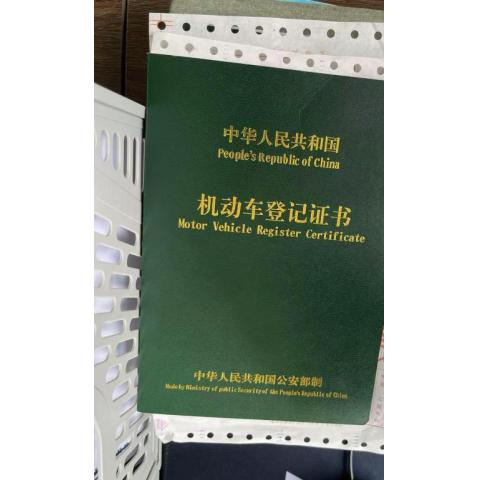 中华人民共和国
People's Republic of China
机动车登记证书
Motor Vehicle Register Certificate
中华人民共和国公安部制
Made by Ministry of public Security of the People's Republic of China